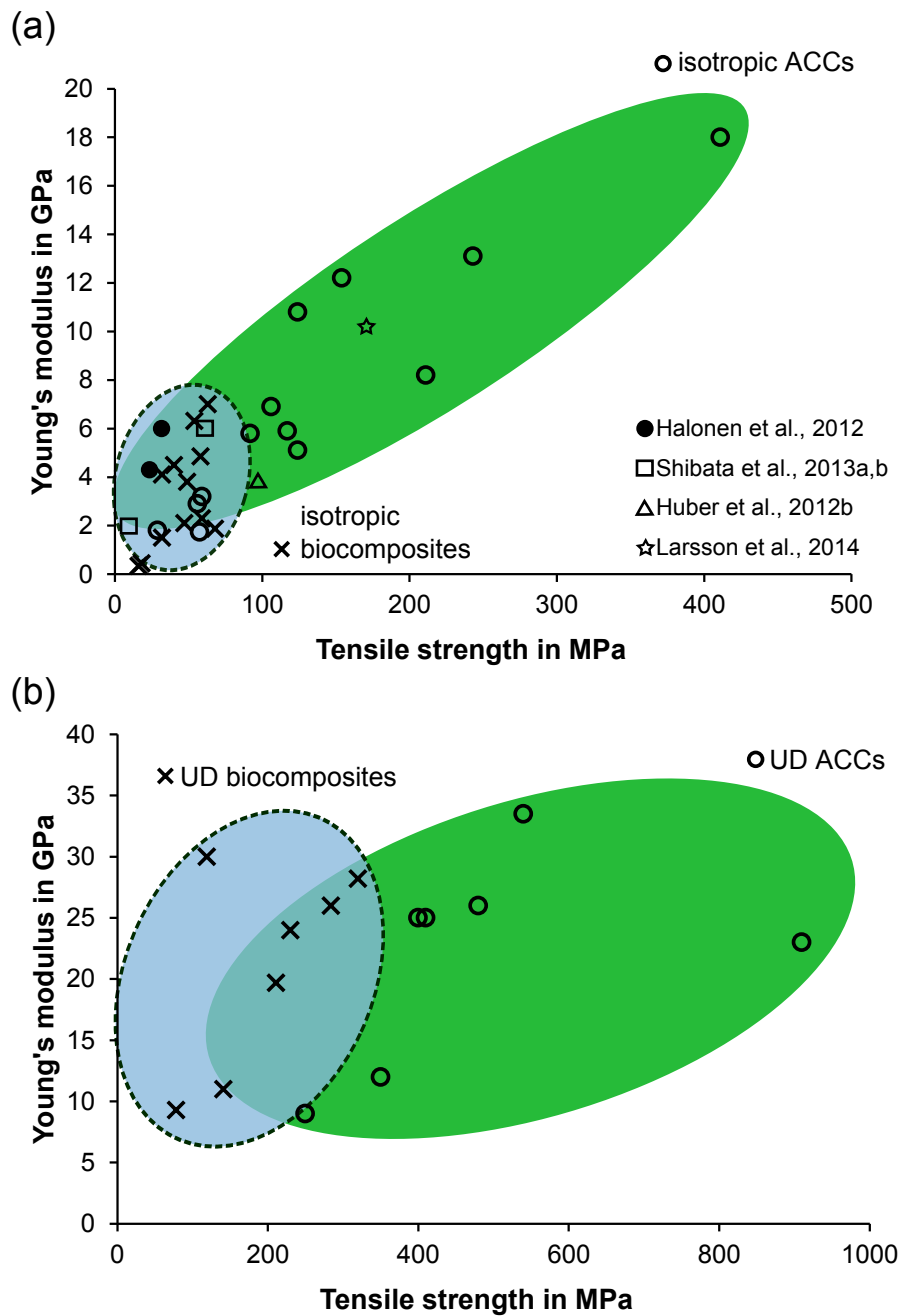 (a)
isotropic ACCs
20
18
16
14
12
10
8
6
4
2
0
Young's modulus in GPa
Halonen et al., 2012
Shibata et al., 2013a,b
Huber et al., 2012b
Larsson et al., 2014
isotropic
biocomposites
0 100 200 300 400 500
Tensile strength in MPa
(b)
40
35
30
25
20
15
10
5
0
Young's modulus in GPa
UD biocomposites
UD ACCs
0 200 400 600 800 1000
Tensile strength in MPa